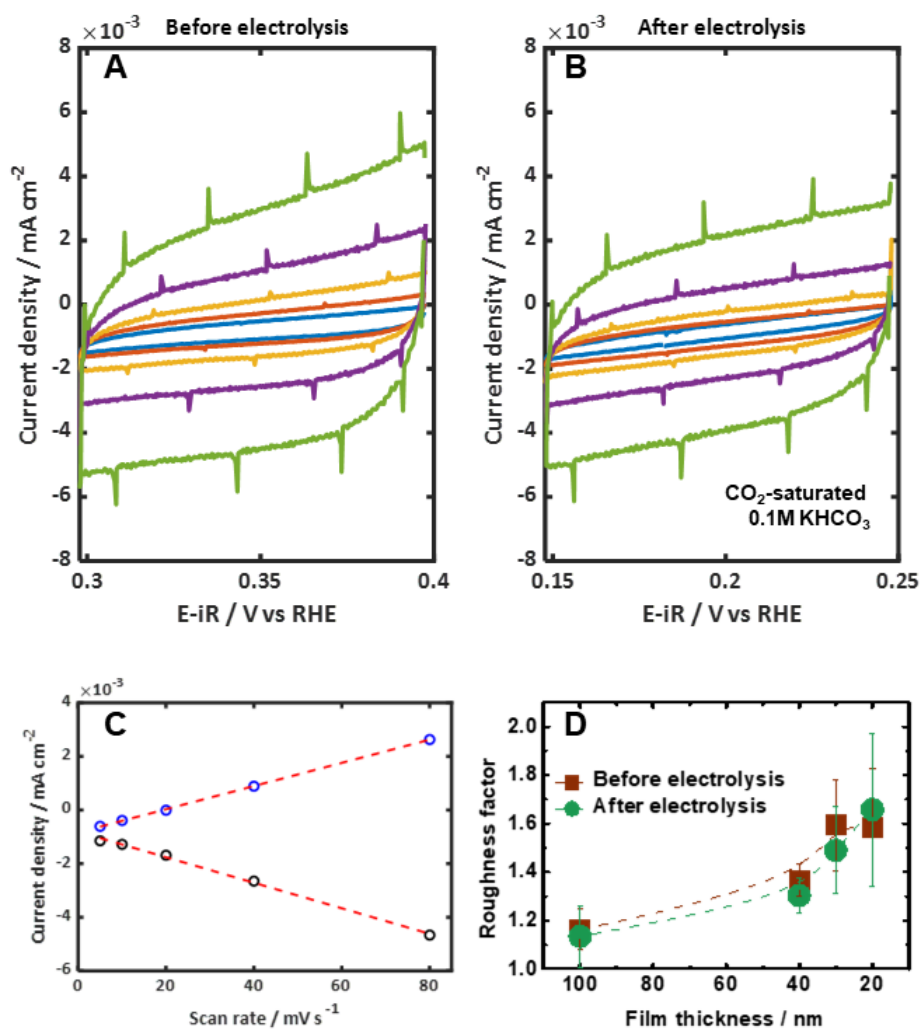 ×10⁻³ Before electrolysis
A
Current density / mA cm⁻²
8
6
4
2
0
-2
-4
-6
-8
0.3 0.35 0.4
E-iR / V vs RHE
×10⁻³ After electrolysis
B
Current density / mA cm⁻²
8
6
4
2
0
-2
-4
-6
-8
CO₂-saturated
0.1M KHCO₃
0.15 0.2 0.25
E-iR / V vs RHE
×10⁻³
C
Current density / mA cm⁻²
4
2
0
-2
-4
-6
0 20 40 60 80
Scan rate / mV s⁻¹
D
Roughness factor
2.0
1.8
1.6
1.4
1.2
1.0
Before electrolysis
After electrolysis
100 80 60 40 20
Film thickness / nm